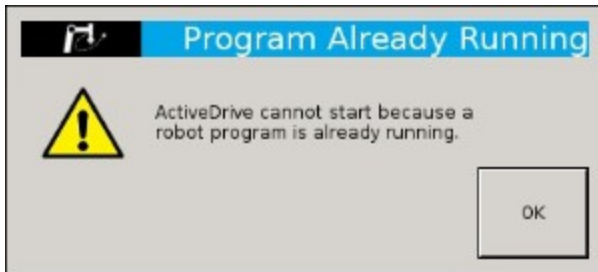 Program Already Running
ActiveDrive cannot start because a
robot program is already running.
OK